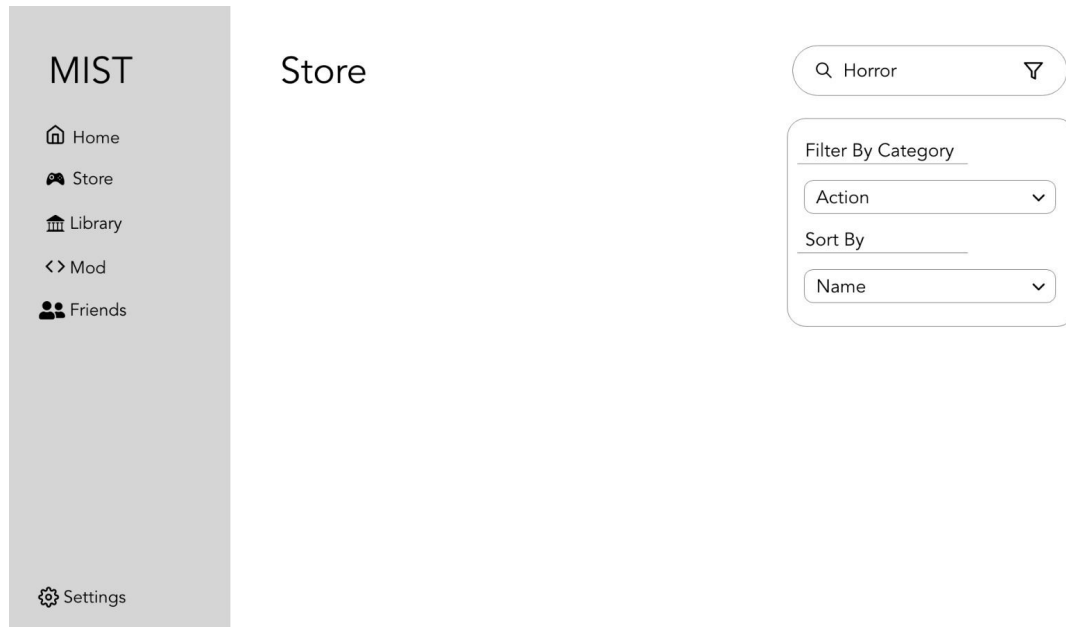 MIST
Home
Store
Library
Mod
Friends
Settings
Store
Horror
Filter By Category
Action
Sort By
Name